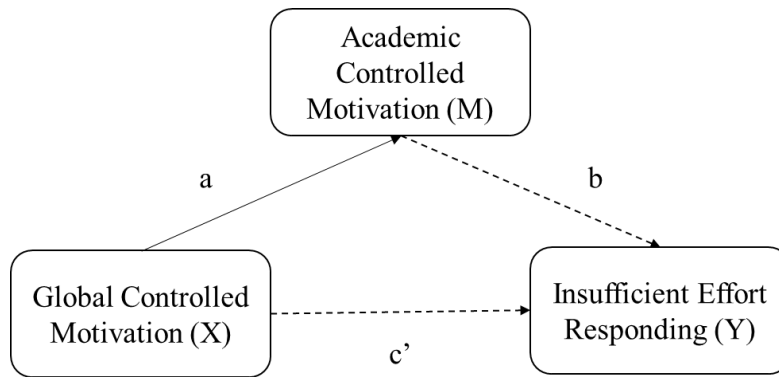 Academic
Controlled
Motivation (M)
a
b
Global Controlled
Motivation (X)
Insufficient Effort
Responding (Y)
c’